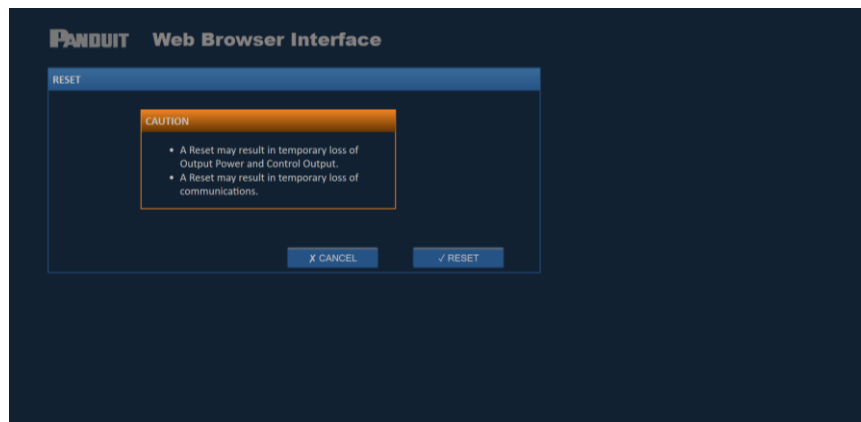 PANDUIT Web Browser Interface
RESET
CAUTION
• A Reset may result in temporary loss of
Output Power and Control Output.
• A Reset may result in temporary loss of
communications.
✗ CANCEL
✓ RESET